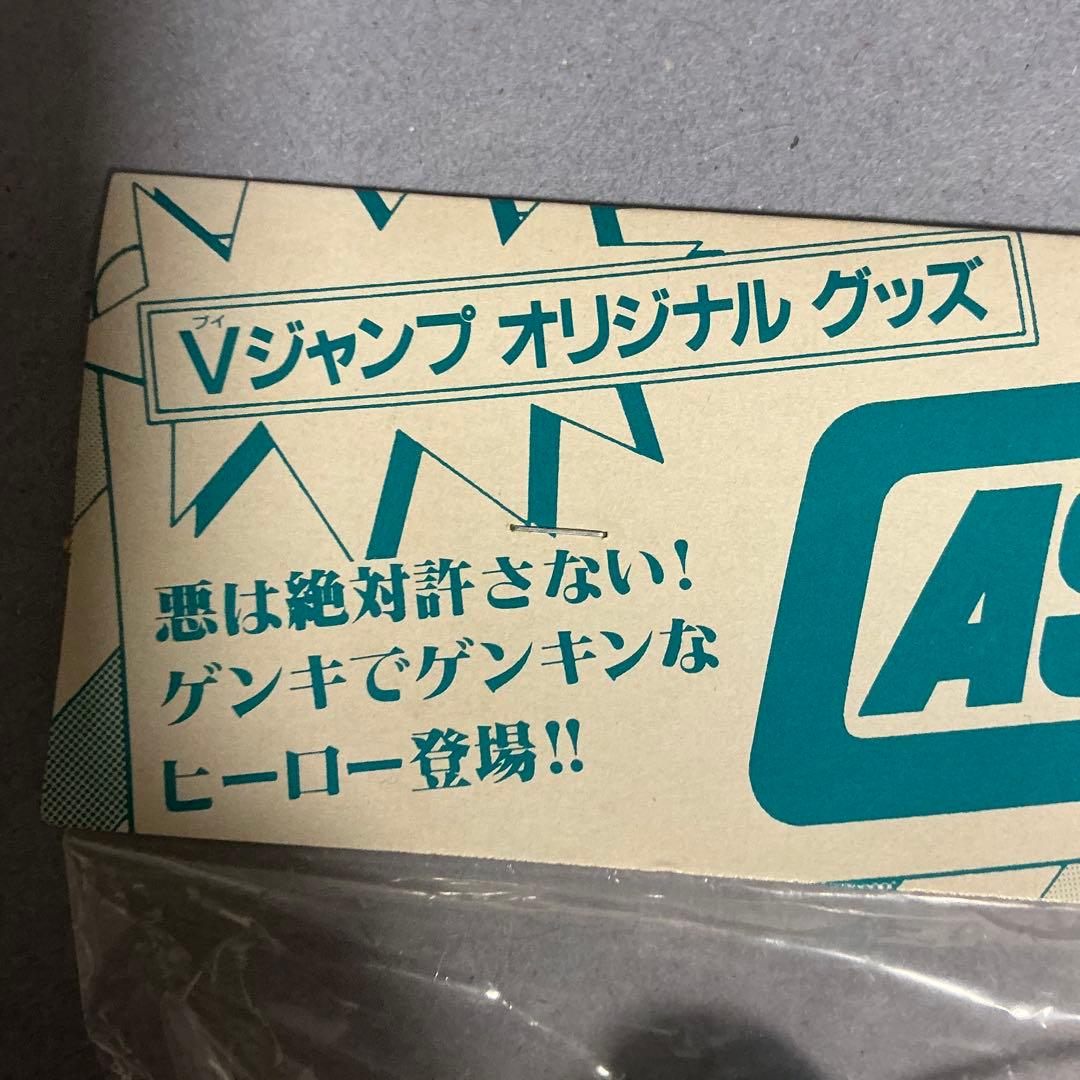 ブイ
Vジャンプ オリジナル グッズ
悪は絶対許さない!
ゲンキでゲンキンな
ヒーロー登場!!
AS